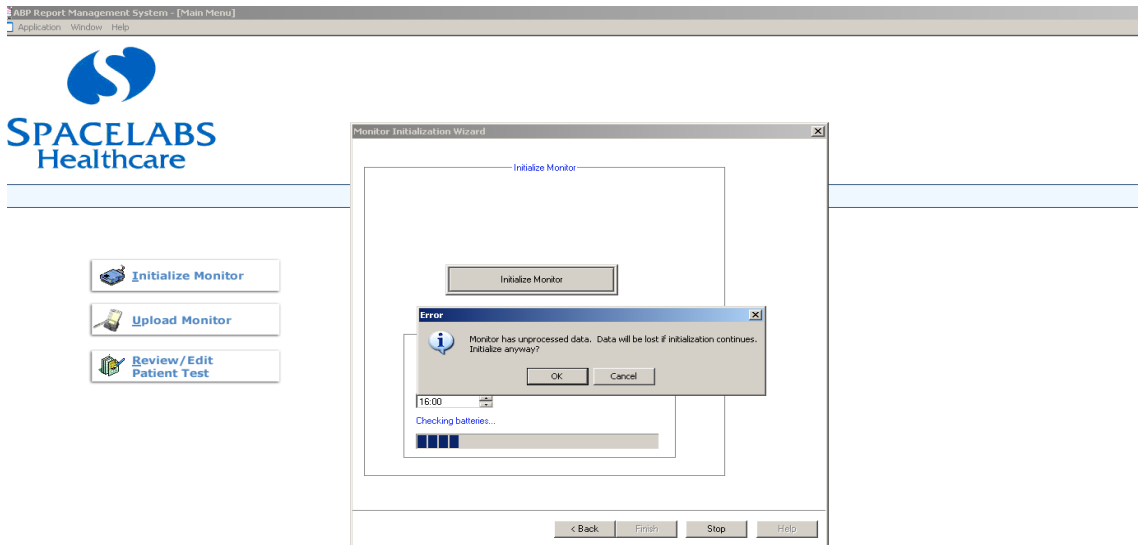 ABP Report Management System - [Main Menu]
Application Window Help
SPACELABS
Healthcare
Monitor Initialization Wizard
Initialize Monitor
Initialize Monitor
Initialize Monitor
Upload Monitor
Review/Edit
Patient Test
Error
Monitor has unprocessed data. Data will be lost if initialization continues.
Initialize anyway?
OK Cancel
16:00
Checking batteries...
< Back Finish Stop Help